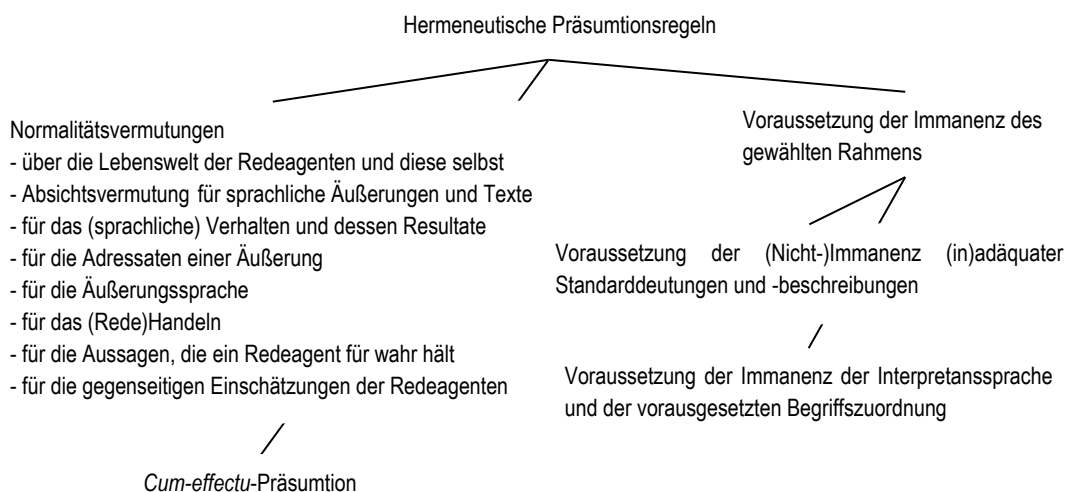 Hermeneutische Präsumtionsregeln
Normalitätsvermutungen
- über die Lebenswelt der Redeagenten und diese selbst
- Absichtsvermutung für sprachliche Äußerungen und Texte
- für das (sprachliche) Verhalten und dessen Resultate
- für die Adressaten einer Äußerung
- für die Äußerungssprache
- für das (Rede)Handeln
- für die Aussagen, die ein Redeagent für wahr hält
- für die gegenseitigen Einschätzungen der Redeagenten
Cum-effectu-Präsumtion
Voraussetzung der Immanenz des
gewählten Rahmens
Voraussetzung der (Nicht-)Immanenz (in)adäquater
Standarddeutungen und -beschreibungen
Voraussetzung der Immanenz der Interpretanssprache
und der vorausgesetzten Begriffszuordnung